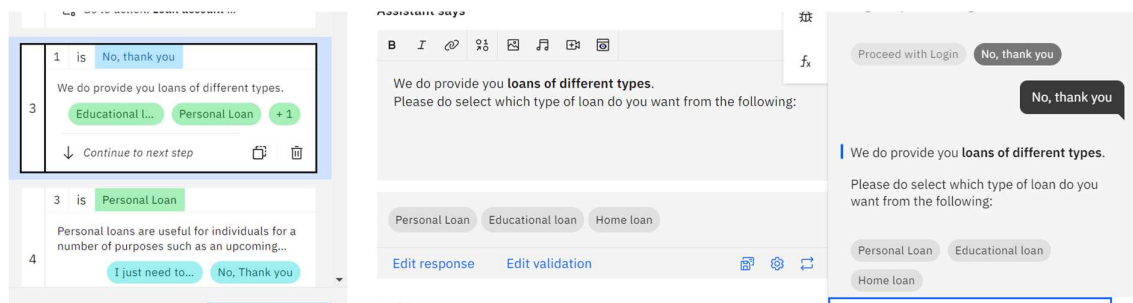 Assistant says
1 is No, thank you
We do provide you loans of different types.
3
Educational l... Personal Loan + 1
Continue to next step
3 is Personal Loan
Personal loans are useful for individuals for a
number of purposes such as an upcoming...
4
I just need to... No, Thank you
B I
We do provide you loans of different types.
Please do select which type of loan do you want from the following:
Personal Loan Educational loan Home loan
Edit response Edit validation
fx
Proceed with Login No, thank you
No, thank you
We do provide you loans of different types.
Please do select which type of loan do you
want from the following:
Personal Loan Educational loan
Home loan